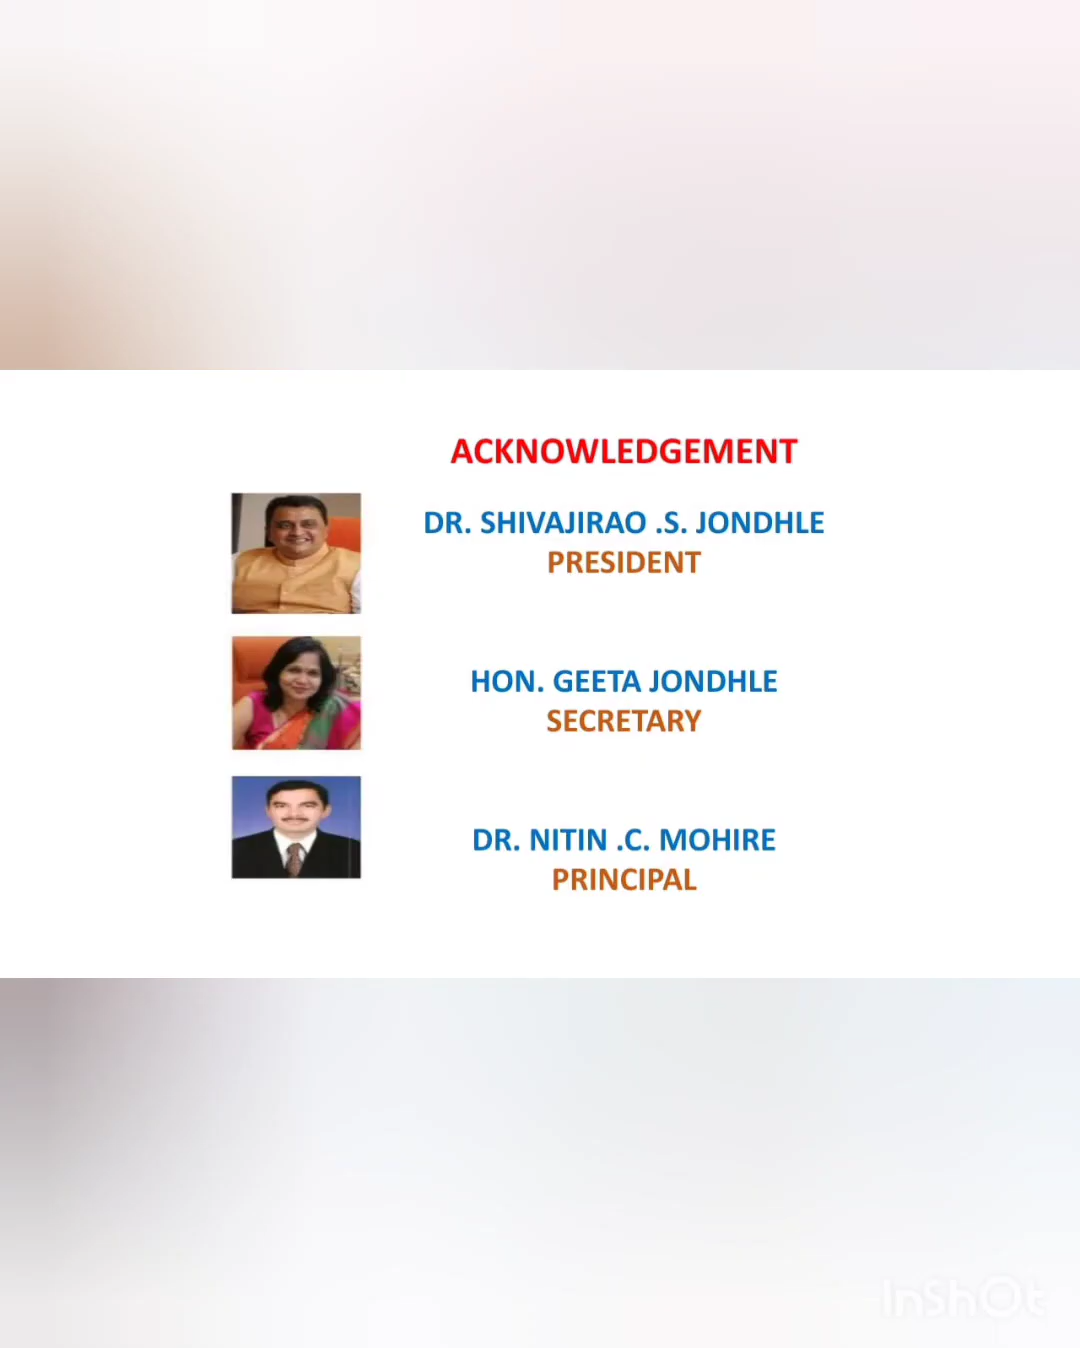 ACKNOWLEDGEMENT
DR. SHIVAJIRAO .S. JONDHLE
PRESIDENT
HON. GEETA JONDHLE
SECRETARY
DR. NITIN .C. MOHIRE
PRINCIPAL
InShOt